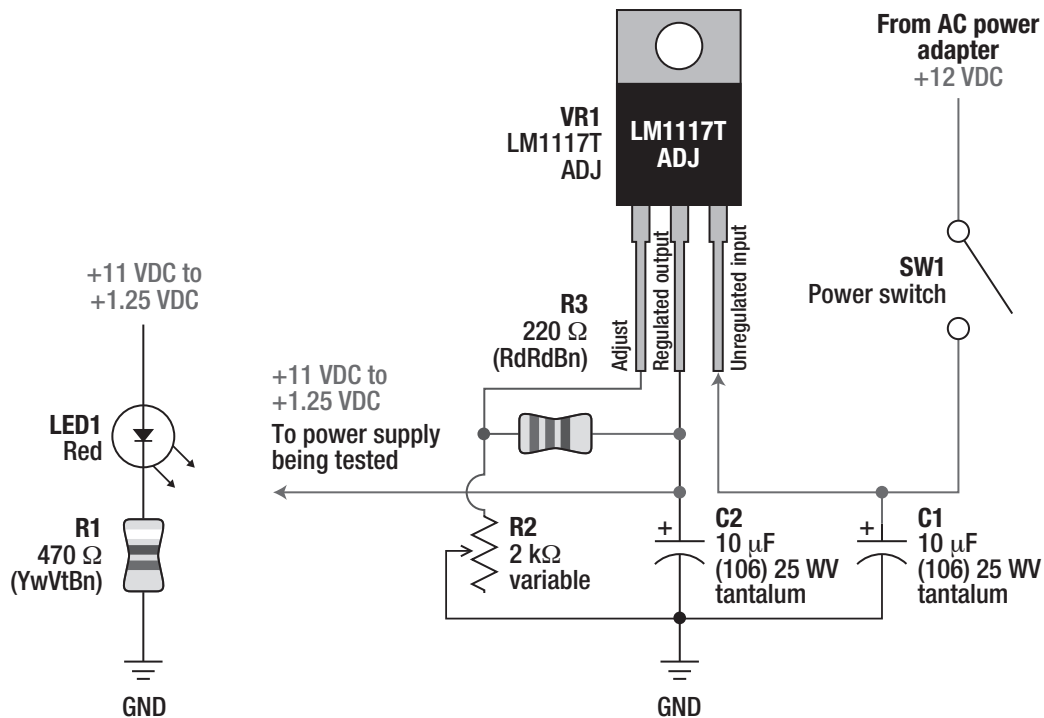 From AC power
adapter
+12 VDC
VR1
LM1117T
ADJ
LM1117T
ADJ
Adjust
Regulated output
Unregulated input
SW1
Power switch
+11 VDC to
+1.25 VDC
LED1
Red
R1
470 Ω
(YwVtBn)
GND
R3
220 Ω
(RdRdBn)
+11 VDC to
+1.25 VDC
To power supply
being tested
R2
2 kΩ
variable
+
C2
10 μF
(106) 25 WV
tantalum
+
C1
10 μF
(106) 25 WV
tantalum
GND